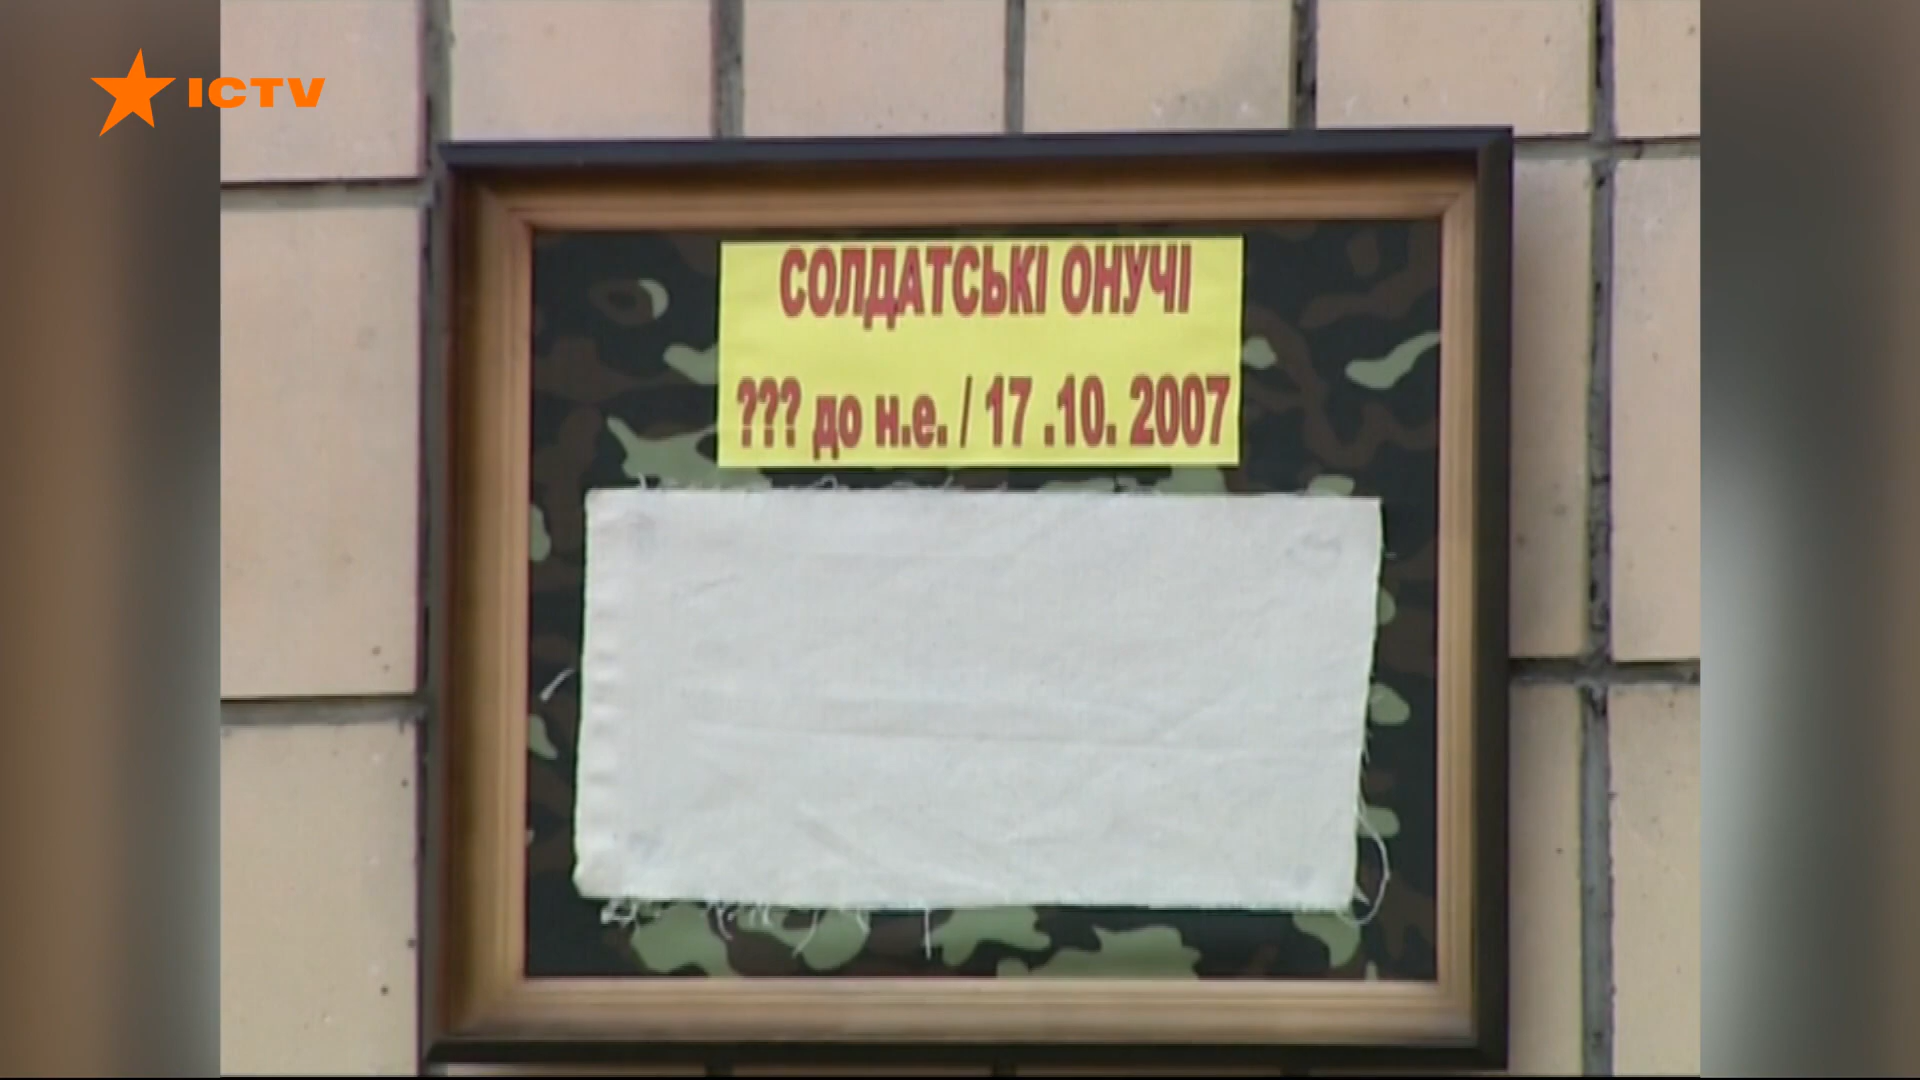 ICTV
СОЛДАТСЬКІ ОНУЧІ
??? до н.е. / 17 .10. 2007